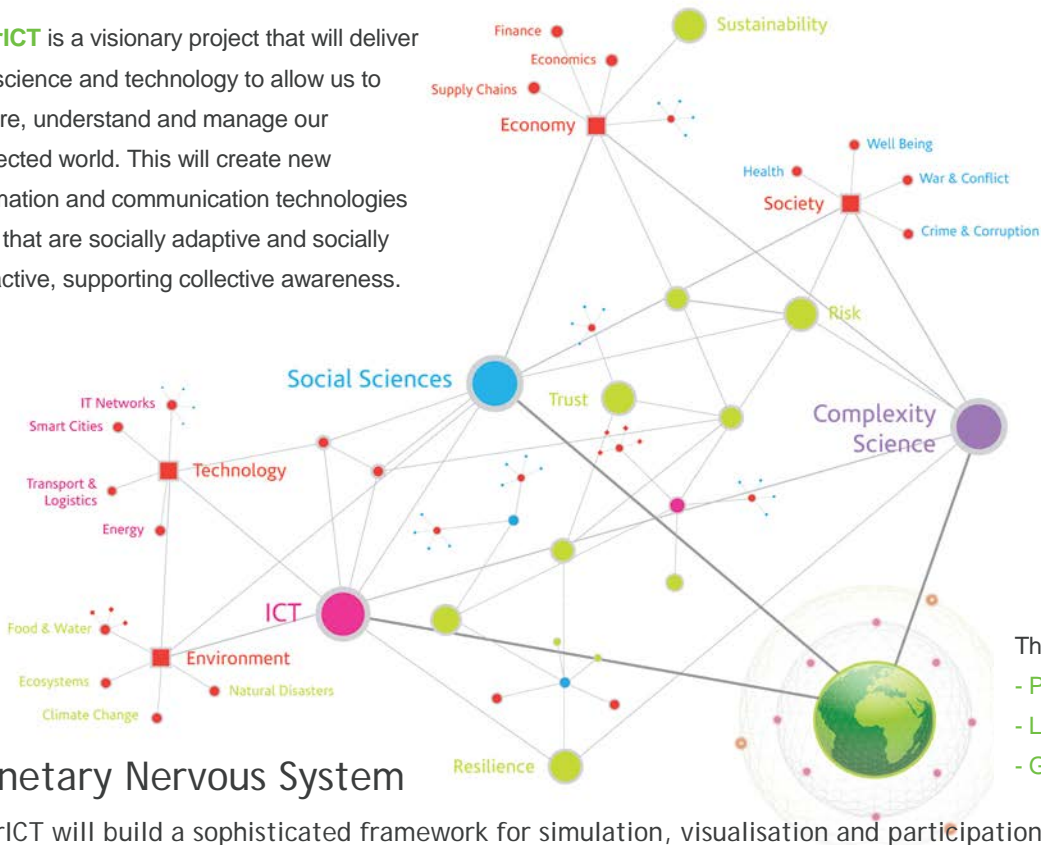 rICT is a visionary project that will deliver
science and technology to allow us to
re, understand and manage our
ected world. This will create new
nation and communication technologies
that are socially adaptive and socially
active, supporting collective awareness.
Sustainability
Finance
Economics
Supply Chains
Economy
Well Being
Health
War & Conflict
Society
Crime & Corruption
Risk
Social Sciences
Trust
Complexity
Science
IT Networks
Smart Cities
Technology
Transport &
Logistics
Energy
ICT
Food & Water
Environment
Ecosystems
Natural Disasters
Climate Change
Resilience
Th
- P
- L
- G
netary Nervous System
rICT will build a sophisticated framework for simulation, visualisation and participation